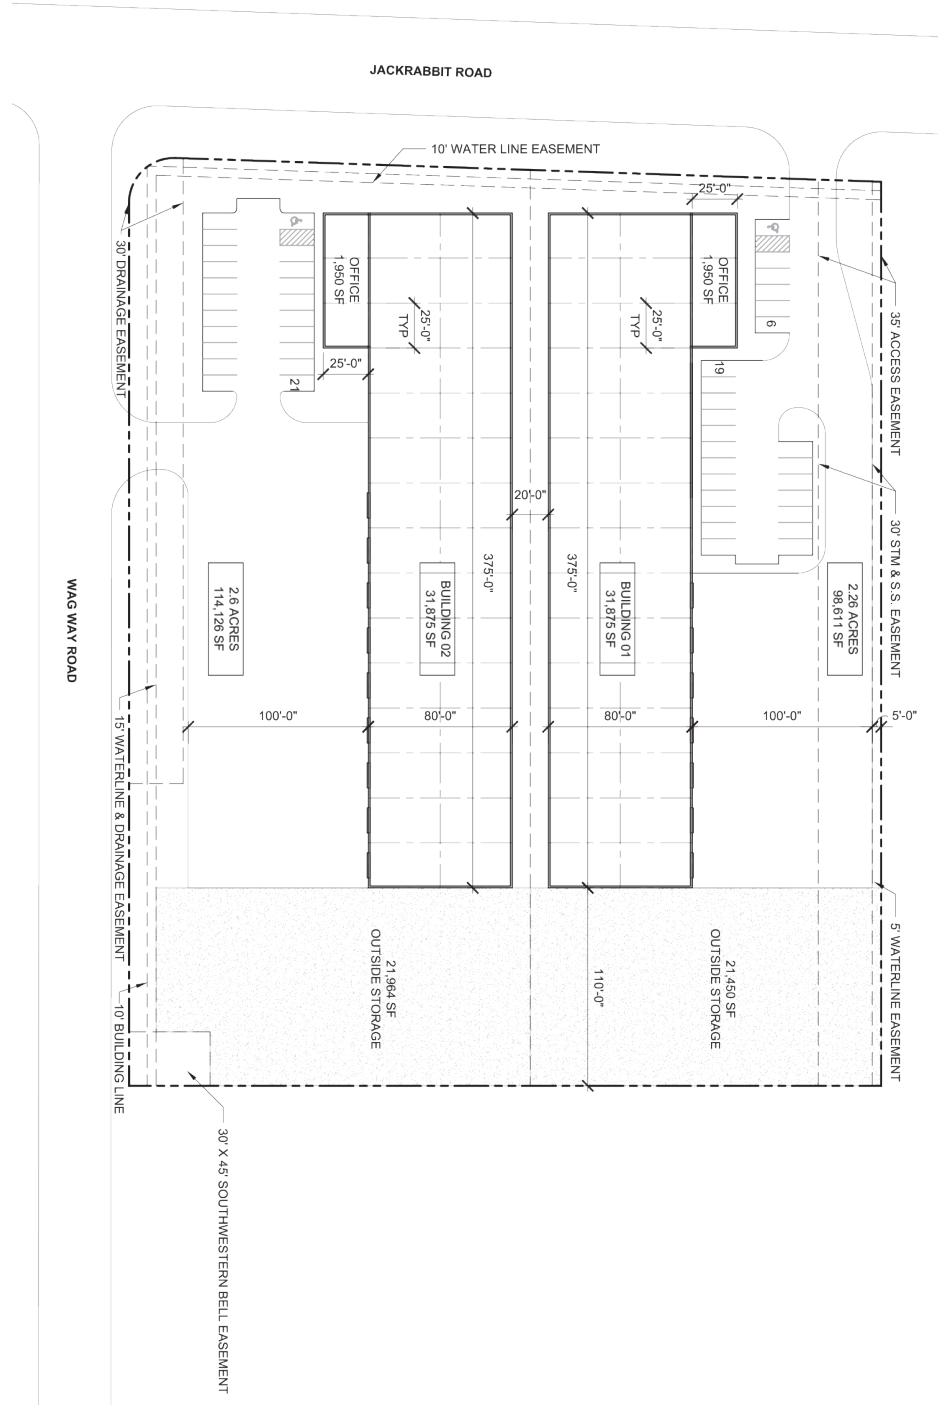 JACKRABBIT ROAD
10' WATER LINE EASEMENT
25'-0"
30' DRAINAGE EASEMENT
OFFICE
1,950 SF
25'-0"
TYP
25'-0"
21
OFFICE
1,950 SF
25'-0"
TYP
6
19
35' ACCESS EASEMENT
20'-0"
375'-0"
375'-0"
BUILDING 02
31,875 SF
BUILDING 01
31,875 SF
2.6 ACRES
114,126 SF
2.26 ACRES
98,611 SF
30' STM & S.S. EASEMENT
WAG WAY ROAD
100'-0"
80'-0"
80'-0"
100'-0"
5'-0"
15' WATERLINE & DRAINAGE EASEMENT
21,964 SF
OUTSIDE STORAGE
110'-0"
21,450 SF
OUTSIDE STORAGE
5' WATERLINE EASEMENT
10' BUILDING LINE
30' X 45' SOUTHWESTERN BELL EASEMENT